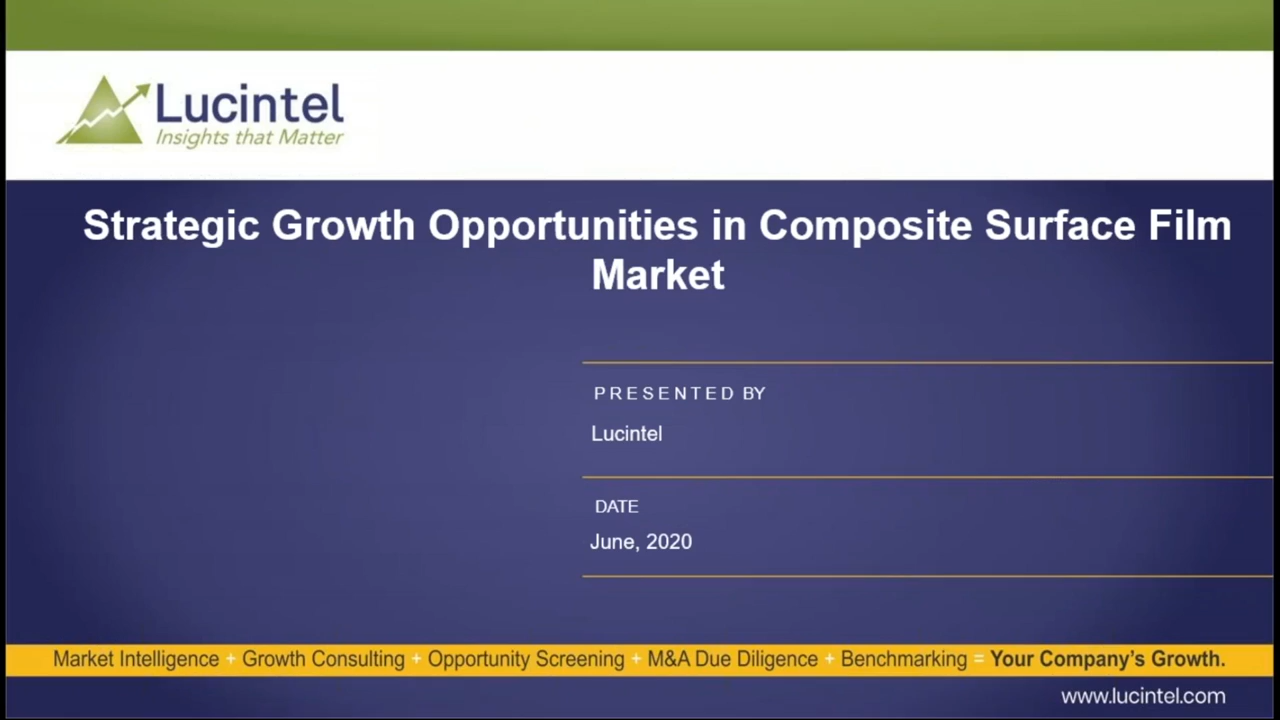 Lucintel
Insights that Matter
Strategic Growth Opportunities in Composite Surface Film
Market
PRESENTED BY
Lucintel
DATE
June, 2020
Market Intelligence + Growth Consulting + Opportunity Screening + M&A Due Diligence + Benchmarking = Your Company's Growth.
www.lucintel.com